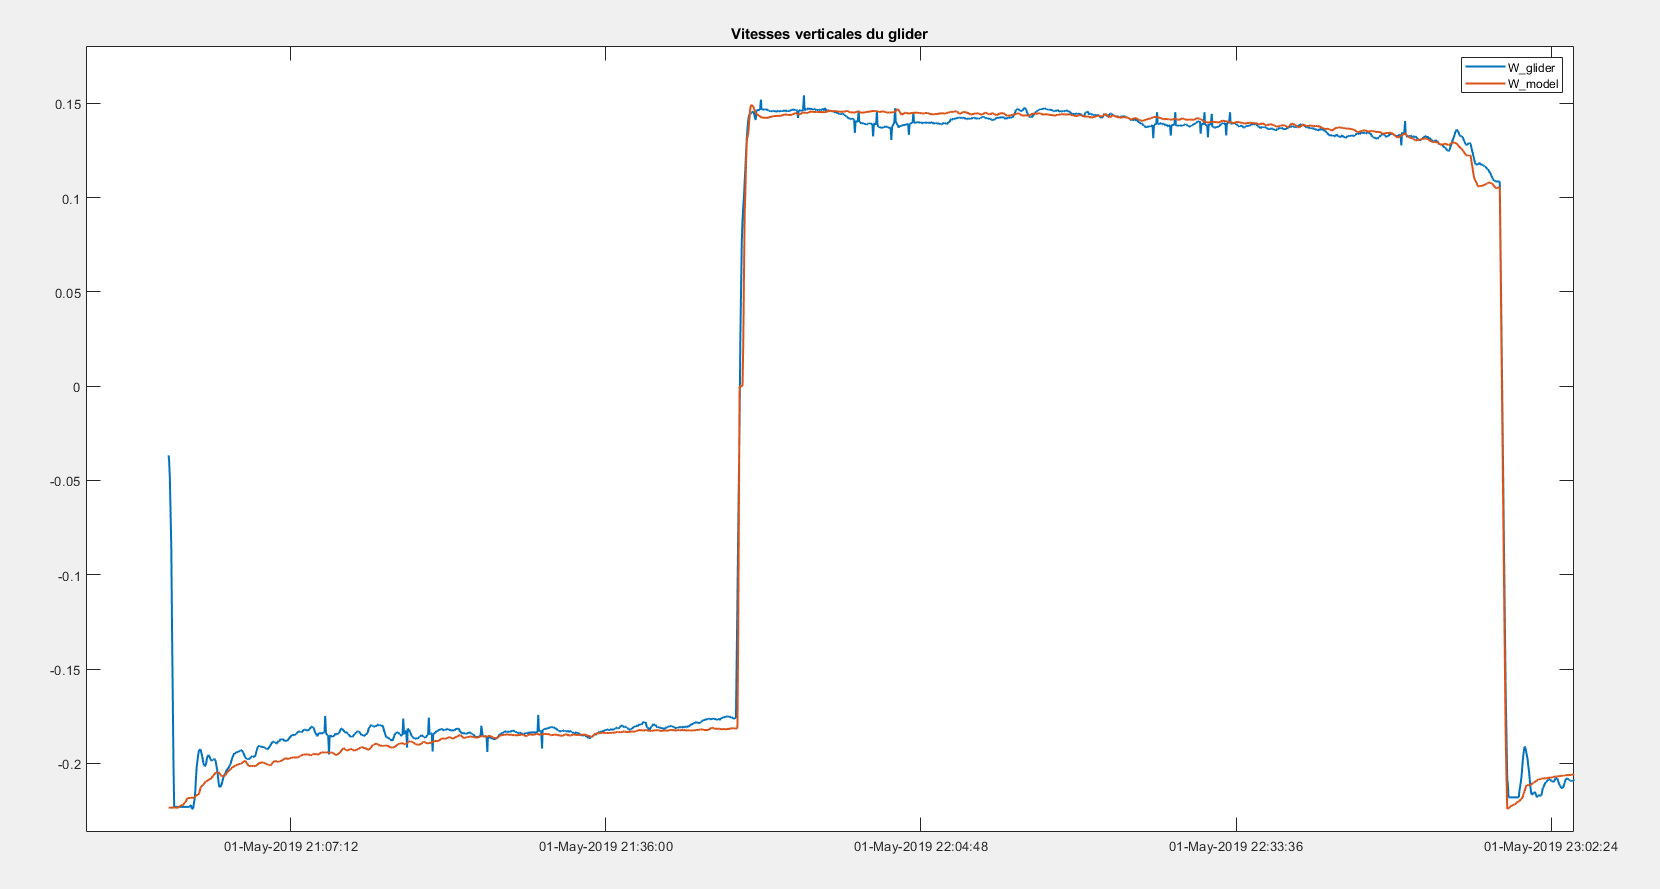 Vitesses verticales du glider
W_glider
W_model
0.15
0.1
0.05
0
-0.05
-0.1
-0.15
-0.2
01-May-2019 21:07:12
01-May-2019 21:36:00
01-May-2019 22:04:48
01-May-2019 22:33:36
01-May-2019 23:02:24